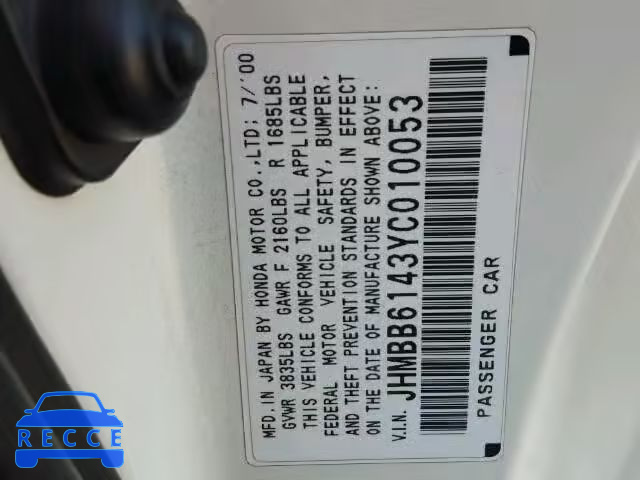 MFD. IN JAPAN BY HONDA MOTOR CO.,LTD; 7/'00
GVWR 3835LBS GAWR F 2160LBS R 1685LBS
THIS VEHICLE CONFORMS TO ALL APPLICABLE
FEDERAL MOTOR VEHICLE SAFETY, BUMPER,
AND THEFT PREVENTION STANDARDS IN EFFECT
ON THE DATE OF MANUFACTURE SHOWN ABOVE:
V.I.N. JHMBB6143YC010053
PASSENGER CAR
RECCE